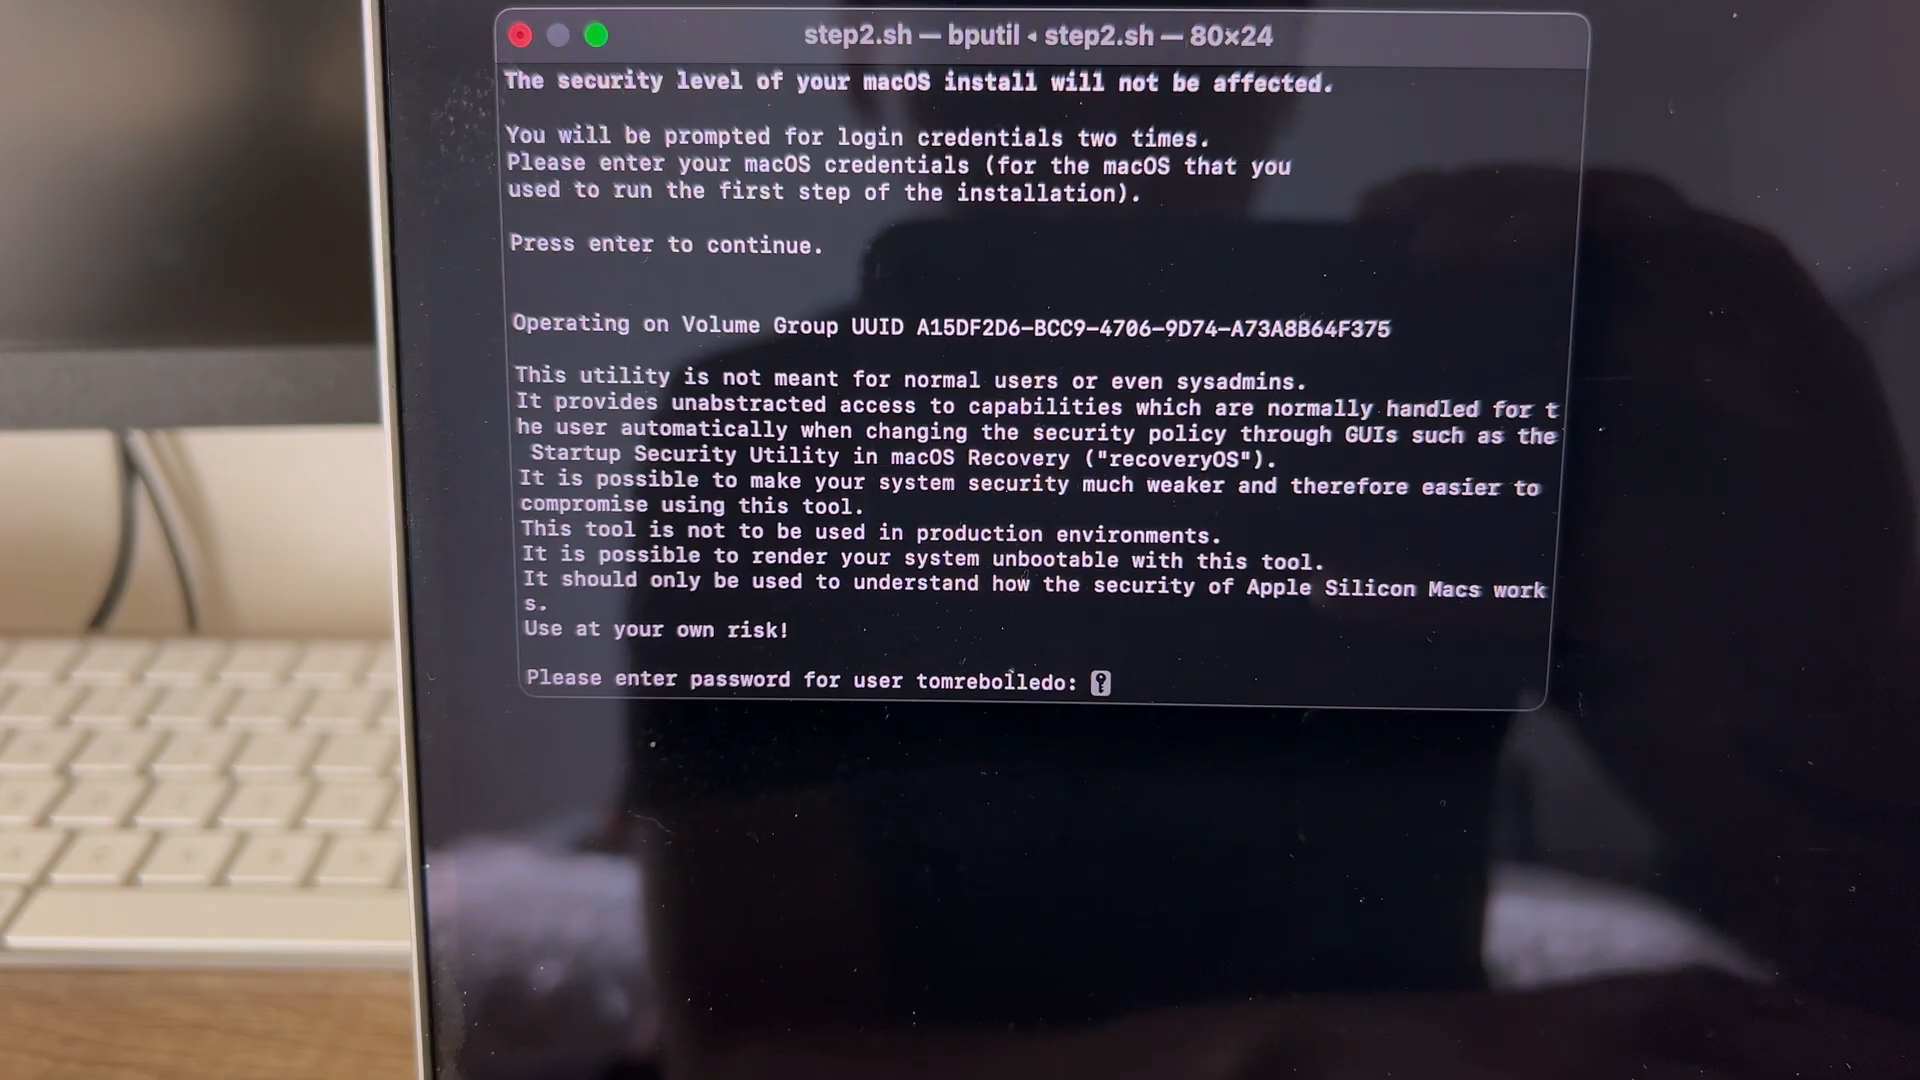 step2.sh — bputil ◂ step2.sh — 80×24
The security level of your macOS install will not be affected.
You will be prompted for login credentials two times.
Please enter your macOS credentials (for the macOS that you
used to run the first step of the installation).
Press enter to continue.
Operating on Volume Group UUID A15DF2D6-BCC9-4706-9D74-A73A8B64F375
This utility is not meant for normal users or even sysadmins.
It provides unabstracted access to capabilities which are normally handled for t
he user automatically when changing the security policy through GUIs such as the
Startup Security Utility in macOS Recovery ("recoveryOS").
It is possible to make your system security much weaker and therefore easier to
compromise using this tool.
This tool is not to be used in production environments.
It is possible to render your system unbootable with this tool.
It should only be used to understand how the security of Apple Silicon Macs work
s.
Use at your own risk!
Please enter password for user tomrebolledo: